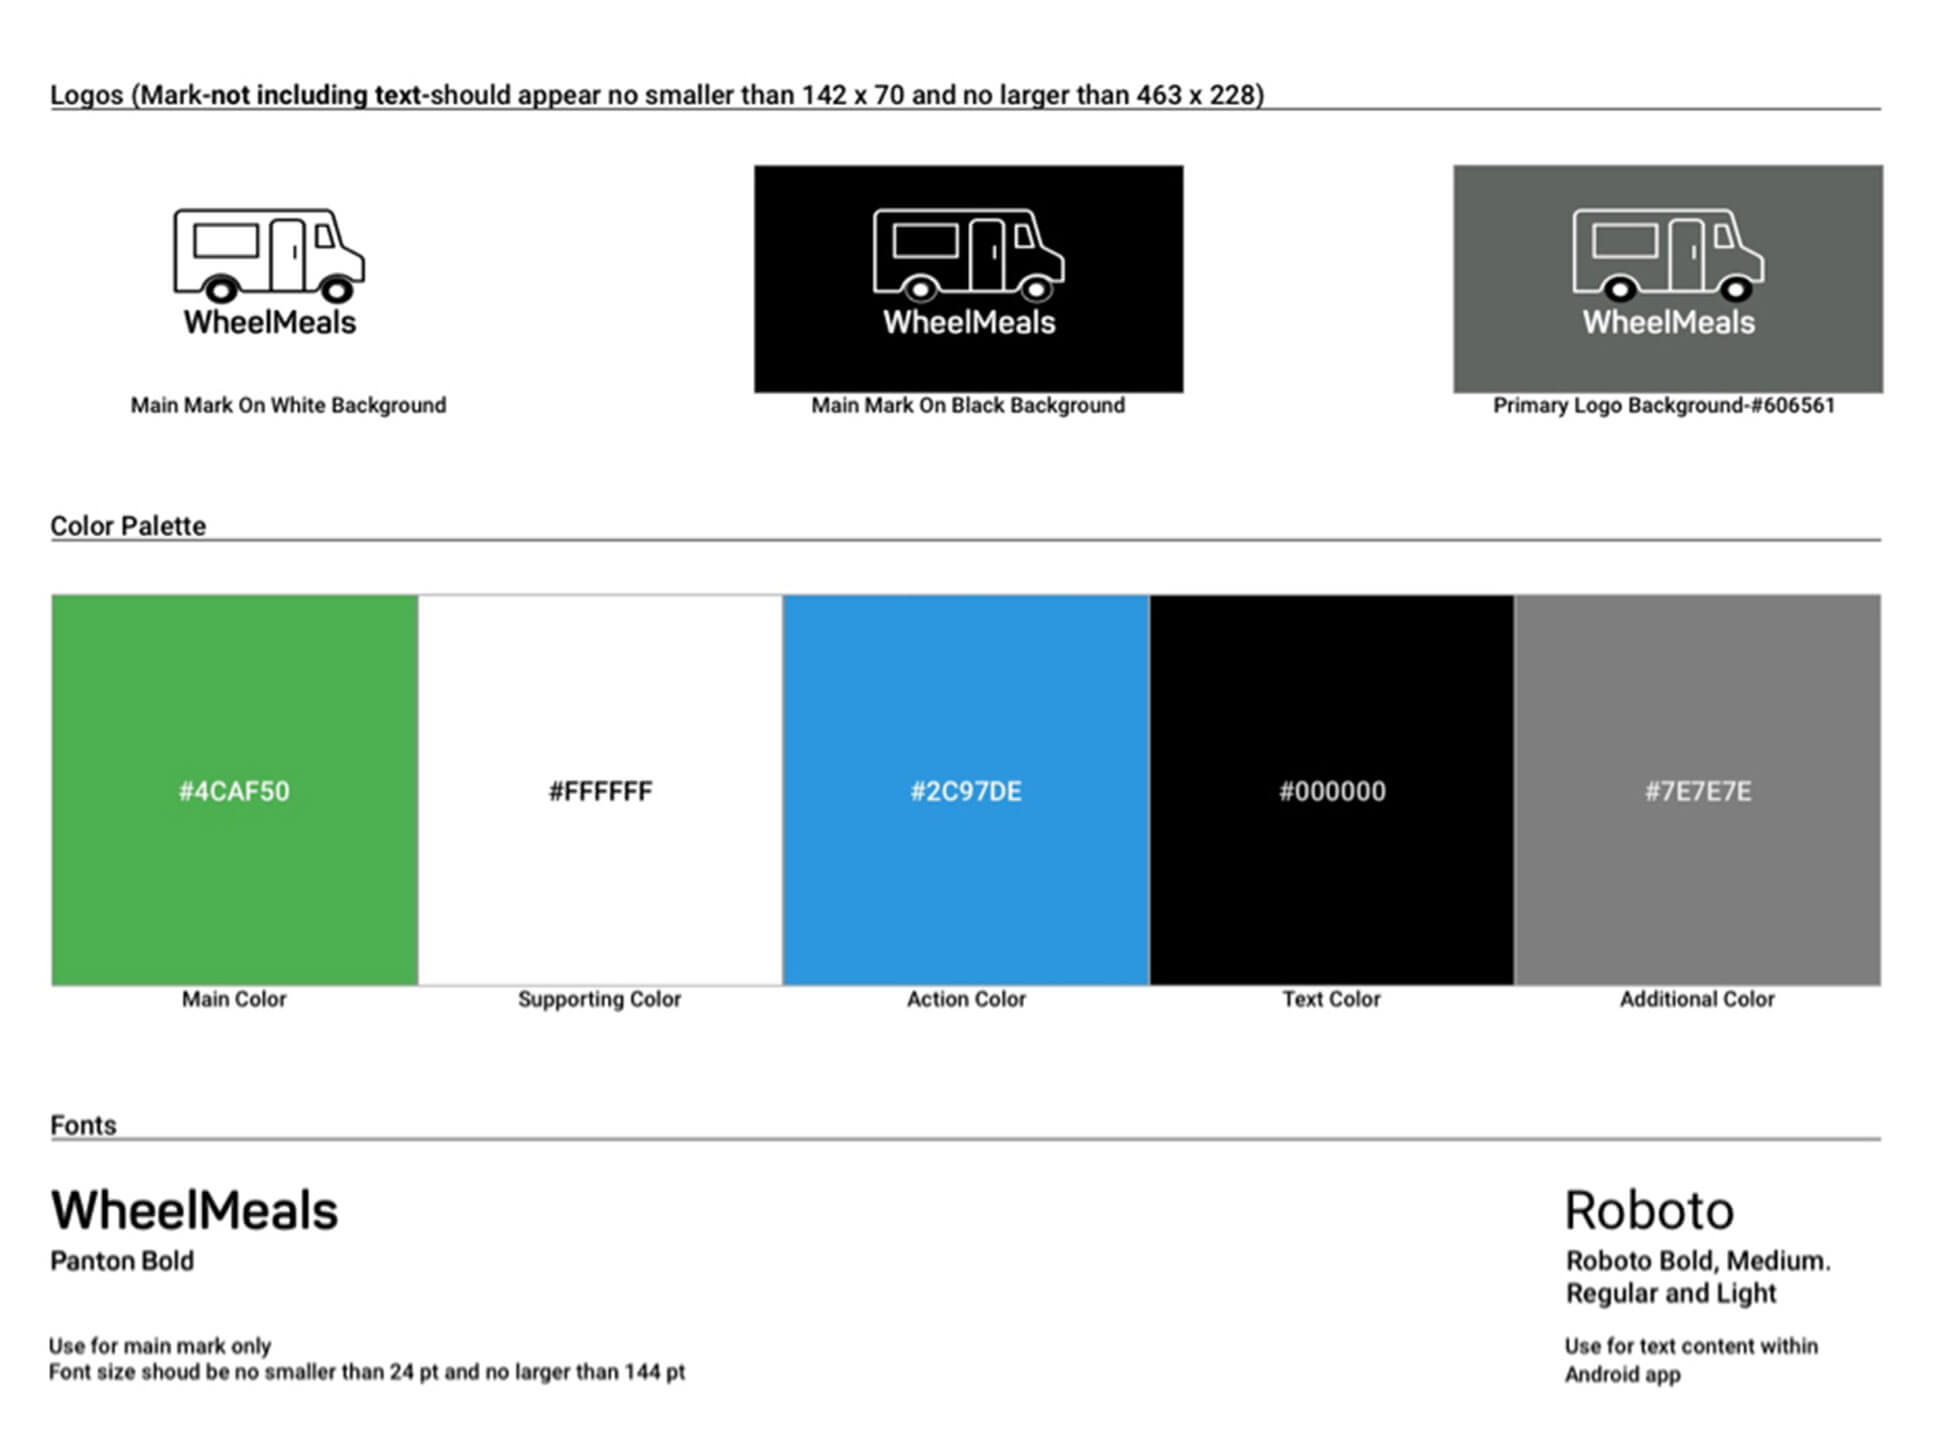 Logos (Mark-not including text-should appear no smaller than 142 x 70 and no larger than 463 x 228)
WheelMeals
WheelMeals
WheelMeals
Main Mark On White Background
Main Mark On Black Background
Primary Logo Background-#606561
Color Palette
#4CAF50
#FFFFFF
#2C97DE
#000000
#7E7E7E
Main Color
Supporting Color
Action Color
Text Color
Additional Color
Fonts
WheelMeals
Panton Bold
Use for main mark only
Font size shoud be no smaller than 24 pt and no larger than 144 pt
Roboto
Roboto Bold, Medium.
Regular and Light
Use for text content within
Android app